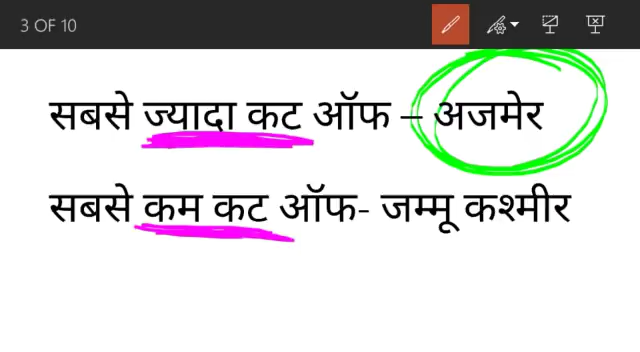 3 OF 10
सबसे ज्यादा कट ऑफ – अजमेर
सबसे कम कट ऑफ- जम्मू कश्मीर